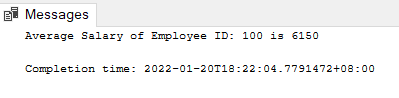 Messages
Average Salary of Employee ID: 100 is 6150
Completion time: 2022-01-20T18:22:04.7791472+08:00